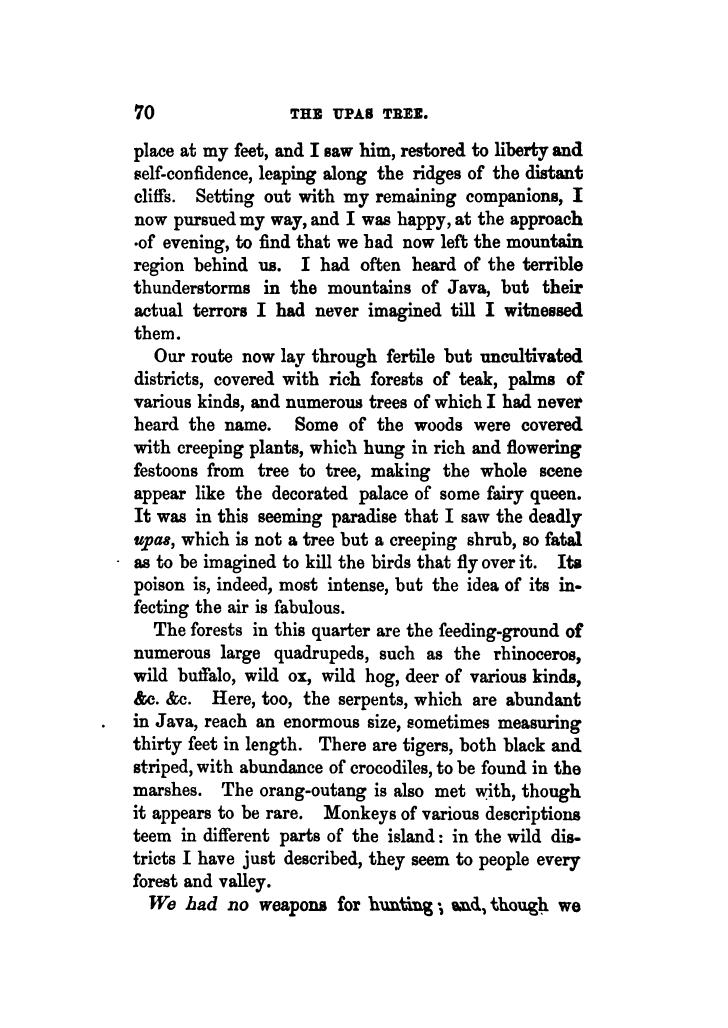 70 THE UPAS TREE.
place at my feet, and I saw him, restored to liberty and
self-confidence, leaping along the ridges of the distant
cliffs. Setting out with my remaining companions, I
now pursued my way, and I was happy, at the approach
of evening, to find that we had now left the mountain
region behind us. I had often heard of the terrible
thunderstorms in the mountains of Java, but their
actual terrors I had never imagined till I witnessed
them.
Our route now lay through fertile but uncultivated
districts, covered with rich forests of teak, palms of
various kinds, and numerous trees of which I had never
heard the name. Some of the woods were covered
with creeping plants, which hung in rich and flowering
festoons from tree to tree, making the whole scene
appear like the decorated palace of some fairy queen.
It was in this seeming paradise that I saw the deadly
upas, which is not a tree but a creeping shrub, so fatal
as to be imagined to kill the birds that fly over it. Its
poison is, indeed, most intense, but the idea of its in-
fecting the air is fabulous.
The forests in this quarter are the feeding-ground of
numerous large quadrupeds, such as the rhinoceros,
wild buffalo, wild ox, wild hog, deer of various kinds,
&c. &c. Here, too, the serpents, which are abundant
in Java, reach an enormous size, sometimes measuring
thirty feet in length. There are tigers, both black and
striped, with abundance of crocodiles, to be found in the
marshes. The orang-outang is also met with, though
it appears to be rare. Monkeys of various descriptions
teem in different parts of the island: in the wild dis-
tricts I have just described, they seem to people every
forest and valley.
We had no weapons for hunting; and, though we